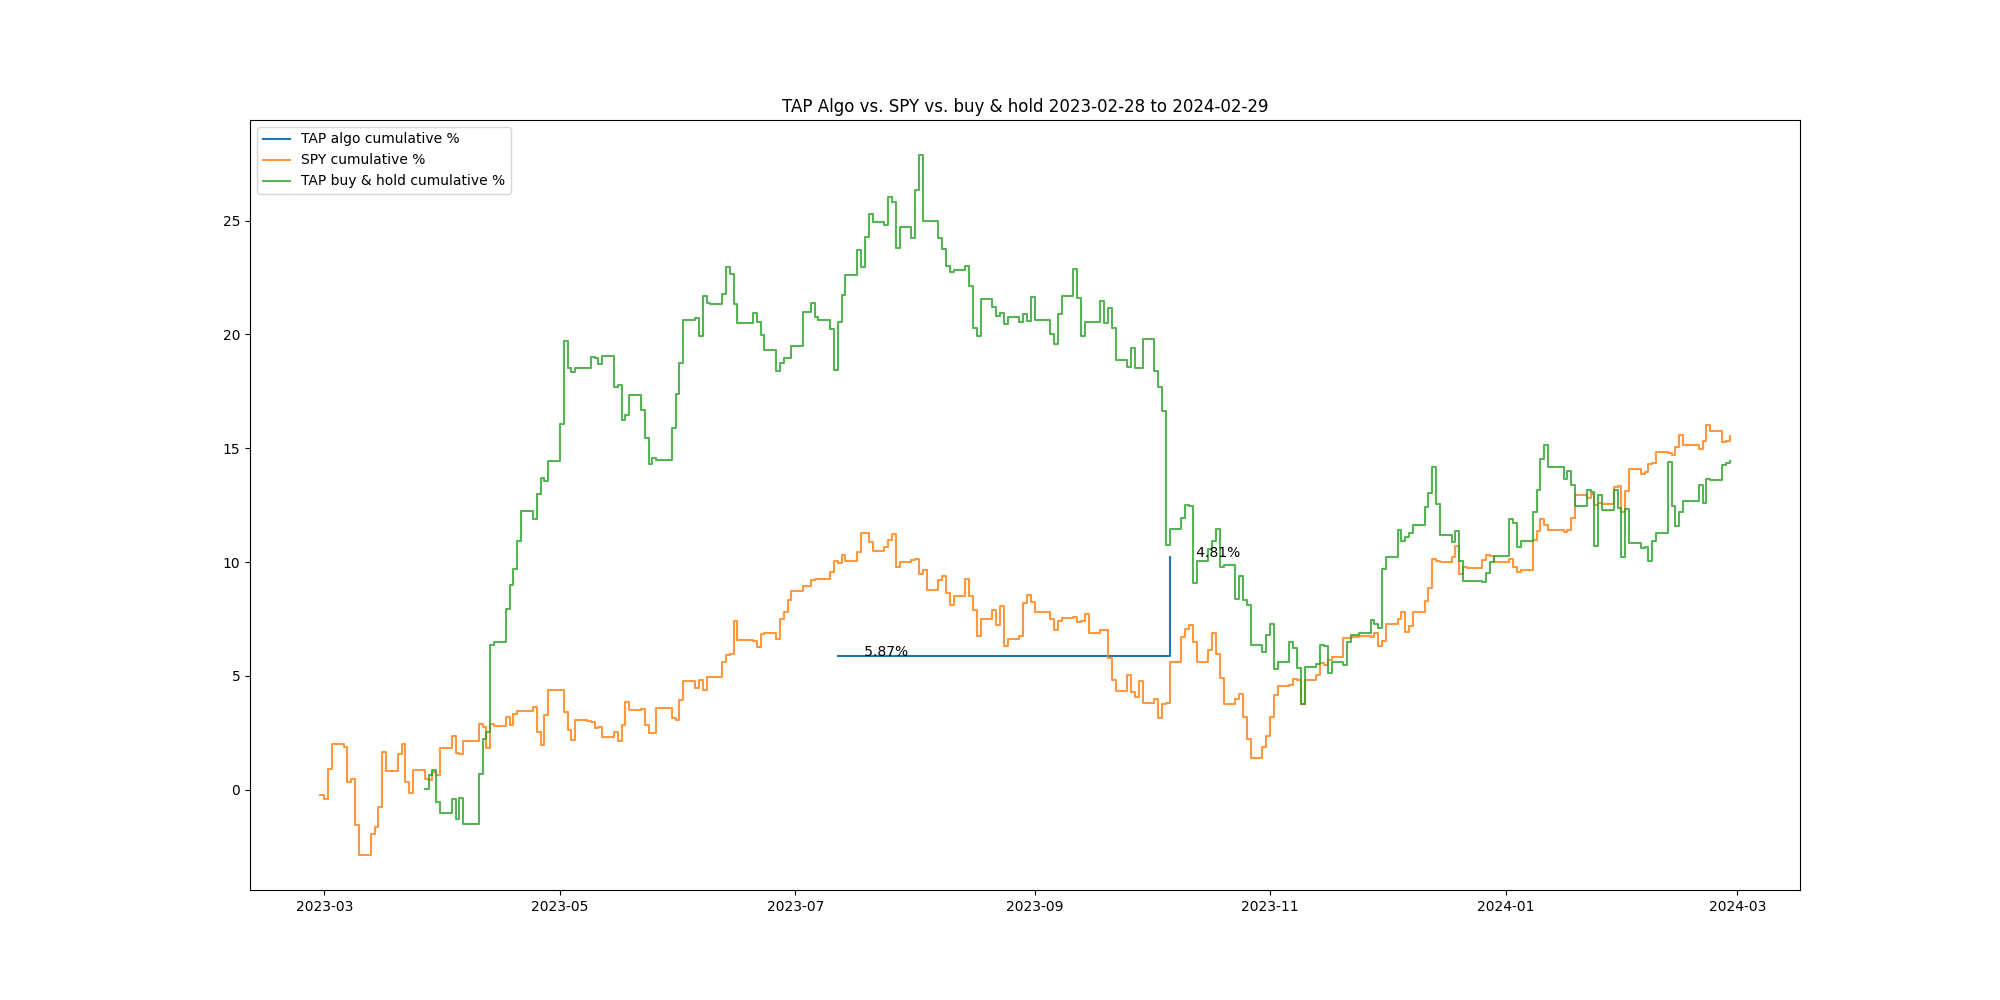 TAP Algo vs. SPY vs. buy & hold 2023-02-28 to 2024-02-29
TAP algo cumulative %
SPY cumulative %
TAP buy & hold cumulative %
25
20
15
10
5
0
4.81%
5.87%
2023-03 2023-05 2023-07 2023-09 2023-11 2024-01 2024-03